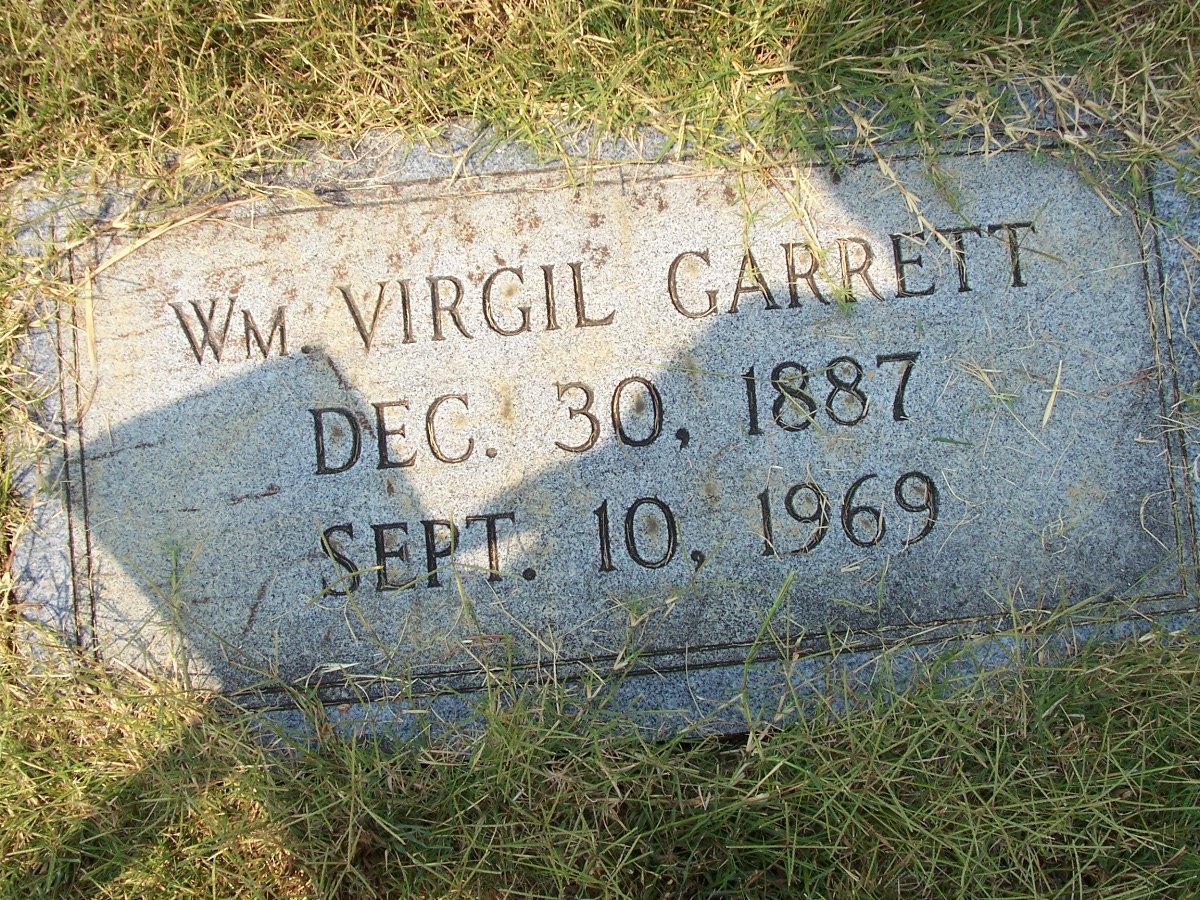 WM. VIRGIL GARRETT
DEC. 30, 1887
SEPT. 10, 1969